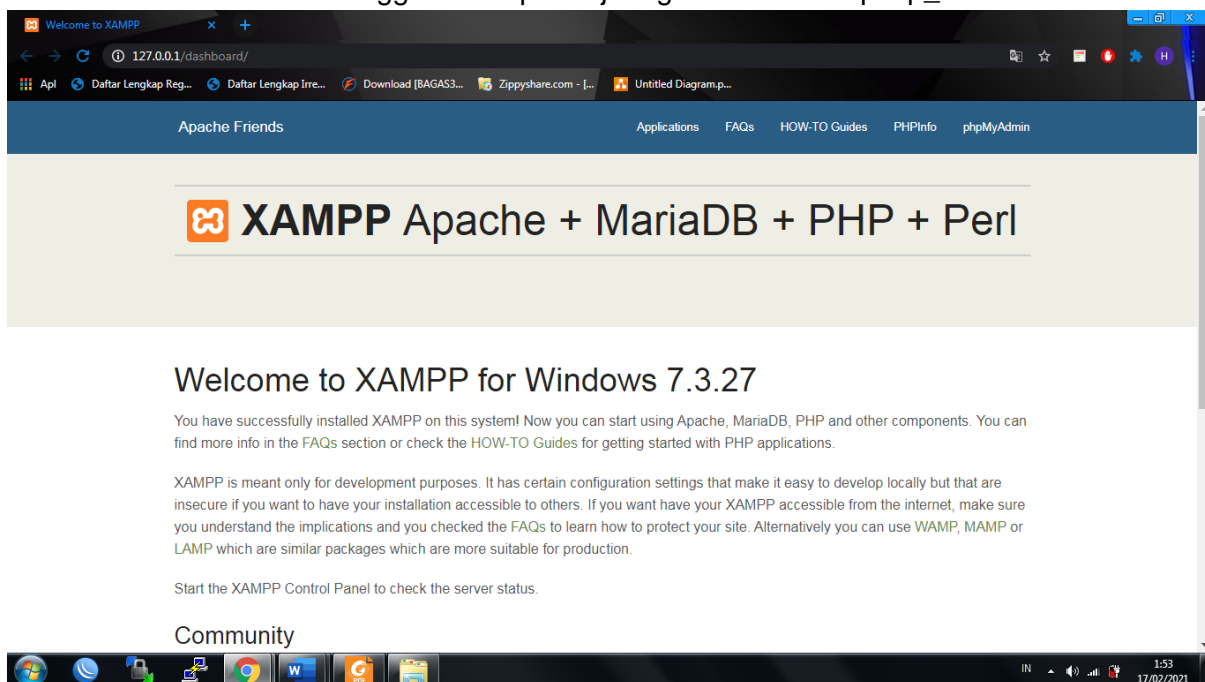 Welcome to XAMPP
127.0.0.1/dashboard/
Apl Daftar Lengkap Reg... Daftar Lengkap Irre... Download [BAGAS3... Zippyshare.com - [... Untitled Diagram.p...
Apache Friends Applications FAQs HOW-TO Guides PHPInfo phpMyAdmin
XAMPP Apache + MariaDB + PHP + Perl
Welcome to XAMPP for Windows 7.3.27
You have successfully installed XAMPP on this system! Now you can start using Apache, MariaDB, PHP and other components. You can
find more info in the FAQs section or check the HOW-TO Guides for getting started with PHP applications.
XAMPP is meant only for development purposes. It has certain configuration settings that make it easy to develop locally but that are
insecure if you want to have your installation accessible to others. If you want have your XAMPP accessible from the internet, make sure
you understand the implications and you checked the FAQs to learn how to protect your site. Alternatively you can use WAMP, MAMP or
LAMP which are similar packages which are more suitable for production.
Start the XAMPP Control Panel to check the server status.
Community
IN 1:53
17/02/2021